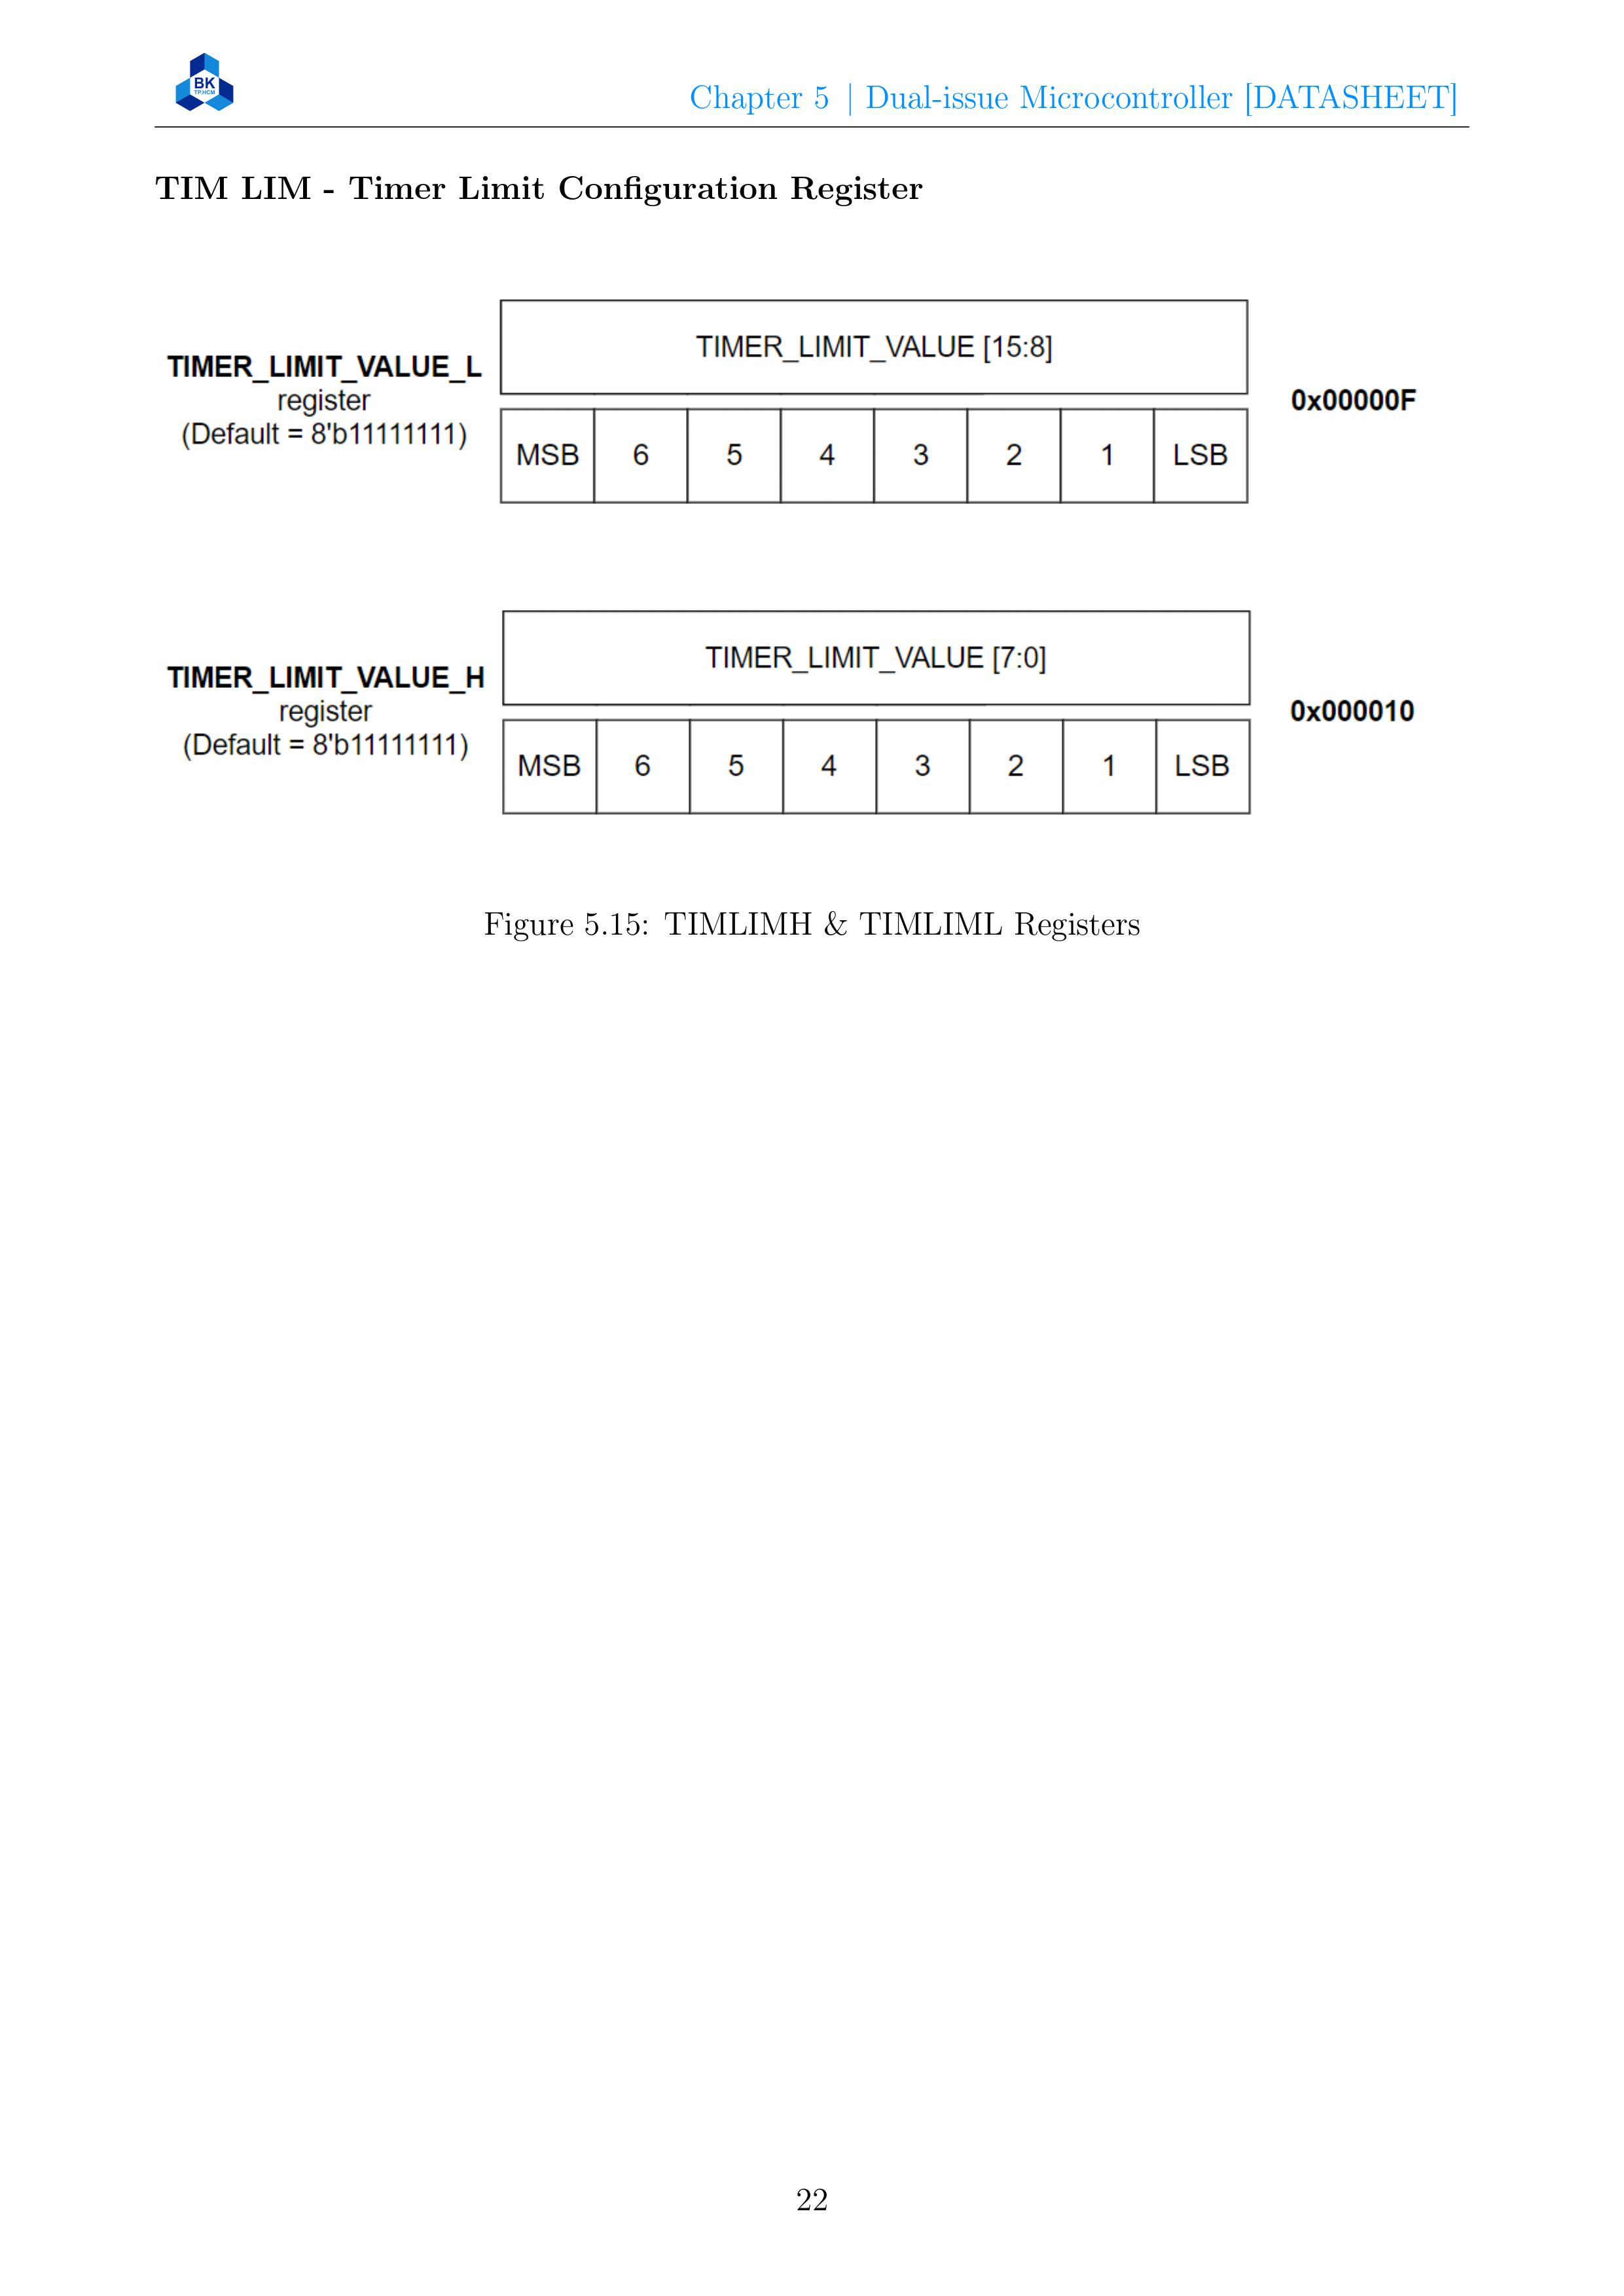 BK
TP.HCM
Chapter 5 | Dual-issue Microcontroller [DATASHEET]
TIM LIM - Timer Limit Configuration Register
TIMER_LIMIT_VALUE [15:8]
TIMER_LIMIT_VALUE_L
register
(Default = 8'b11111111)
0x00000F
MSB 6 5 4 3 2 1 LSB
TIMER_LIMIT_VALUE [7:0]
TIMER_LIMIT_VALUE_H
register
(Default = 8'b11111111)
0x000010
MSB 6 5 4 3 2 1 LSB
Figure 5.15: TIMLIMH & TIMLIML Registers
22